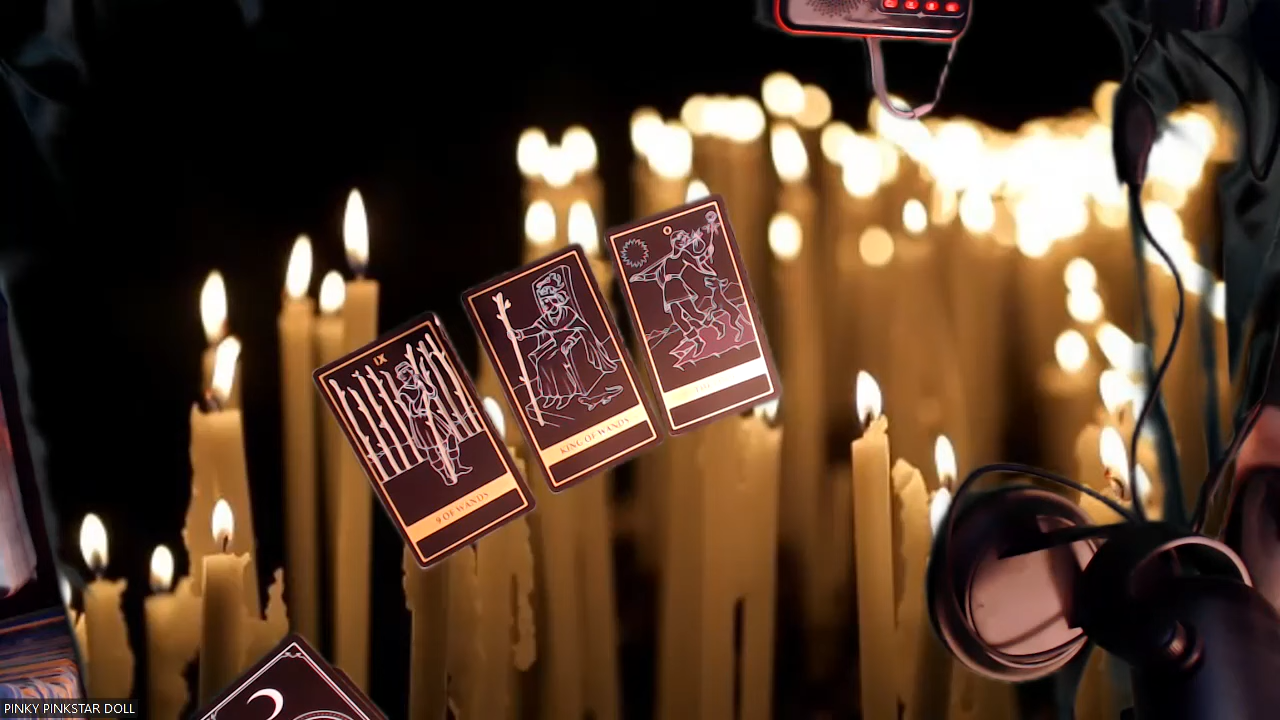 0
IX
KING OF WANDS
9 OF WANDS
PINKY PINKSTAR DOLL